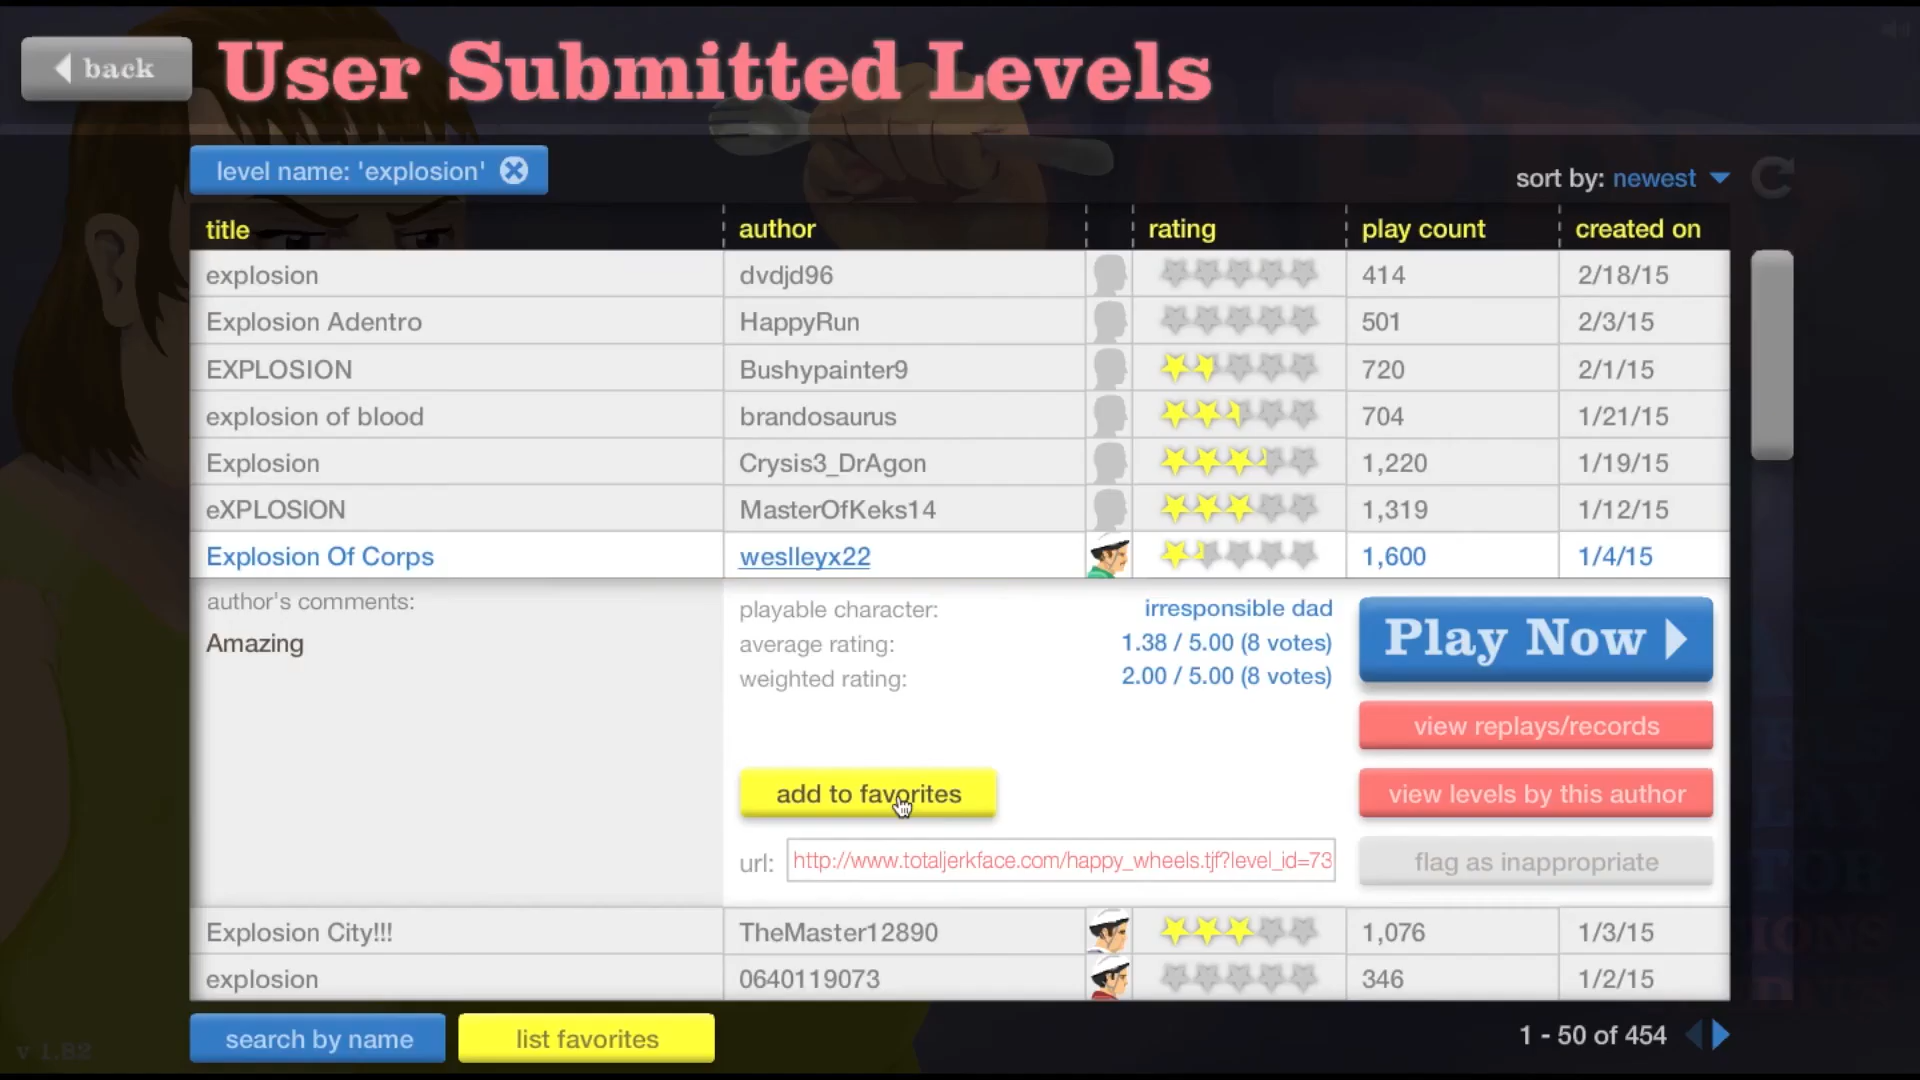 back
User Submitted Levels
level name: 'explosion'
sort by: newest
title author rating play count created on
explosion dvdjd96 414 2/18/15
Explosion Adentro HappyRun 501 2/3/15
EXPLOSION Bushypainter9 720 2/1/15
explosion of blood brandosaurus 704 1/21/15
Explosion Crysis3_DrAgon 1,220 1/19/15
eXPLOSION MasterOfKeks14 1,319 1/12/15
Explosion Of Corps weslleyx22 1,600 1/4/15
author's comments:
Amazing
playable character: irresponsible dad
average rating: 1.38 / 5.00 (8 votes)
weighted rating: 2.00 / 5.00 (8 votes)
add to favorites
url: http://www.totaljerkface.com/happy_wheels.tjf?level_id=73
Play Now
view replays/records
view levels by this author
flag as inappropriate
Explosion City!!! TheMaster12890 1,076 1/3/15
explosion 0640119073 346 1/2/15
search by name
list favorites
1 - 50 of 454
v 1.82